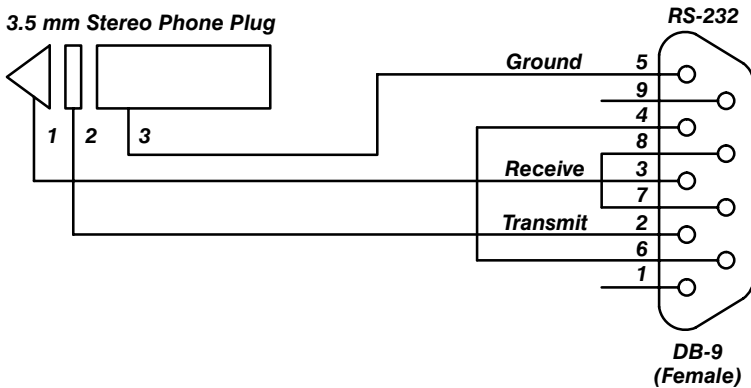 3.5 mm Stereo Phone Plug
RS-232
1
2
3
Ground
Receive
Transmit
5
9
4
8
3
7
2
6
1
DB-9
(Female)